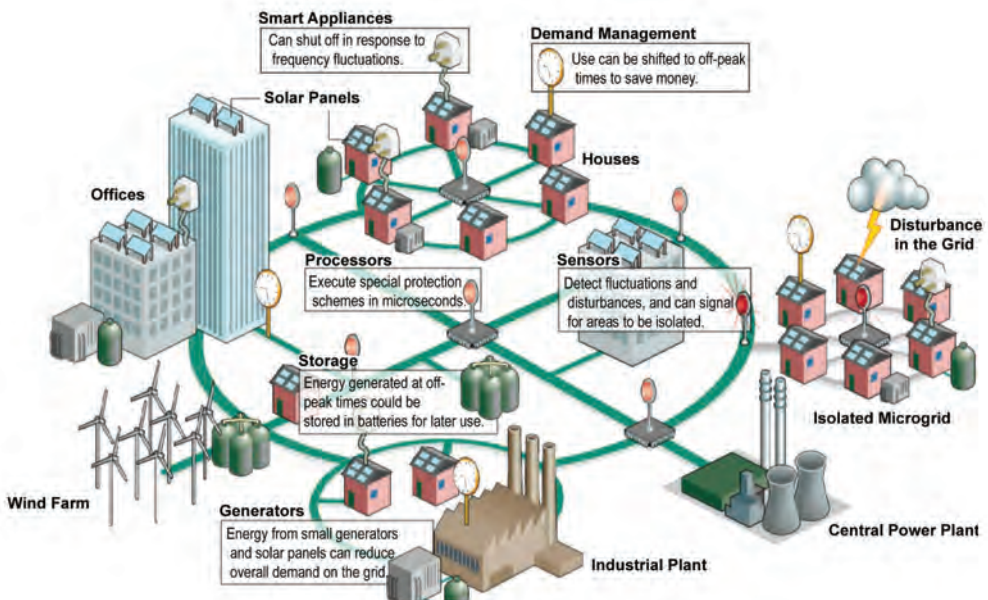 Smart Appliances
Can shut off in response to
frequency fluctuations.
Demand Management
Use can be shifted to off-peak
times to save money.
Solar Panels
Houses
Offices
Disturbance
in the Grid
Processors
Execute special protection
schemes in microseconds.
Sensors
Detect fluctuations and
disturbances, and can signal
for areas to be isolated.
Storage
Energy generated at off-
peak times could be
stored in batteries for later use.
Isolated Microgrid
Wind Farm
Generators
Energy from small generators
and solar panels can reduce
overall demand on the grid.
Industrial Plant
Central Power Plant